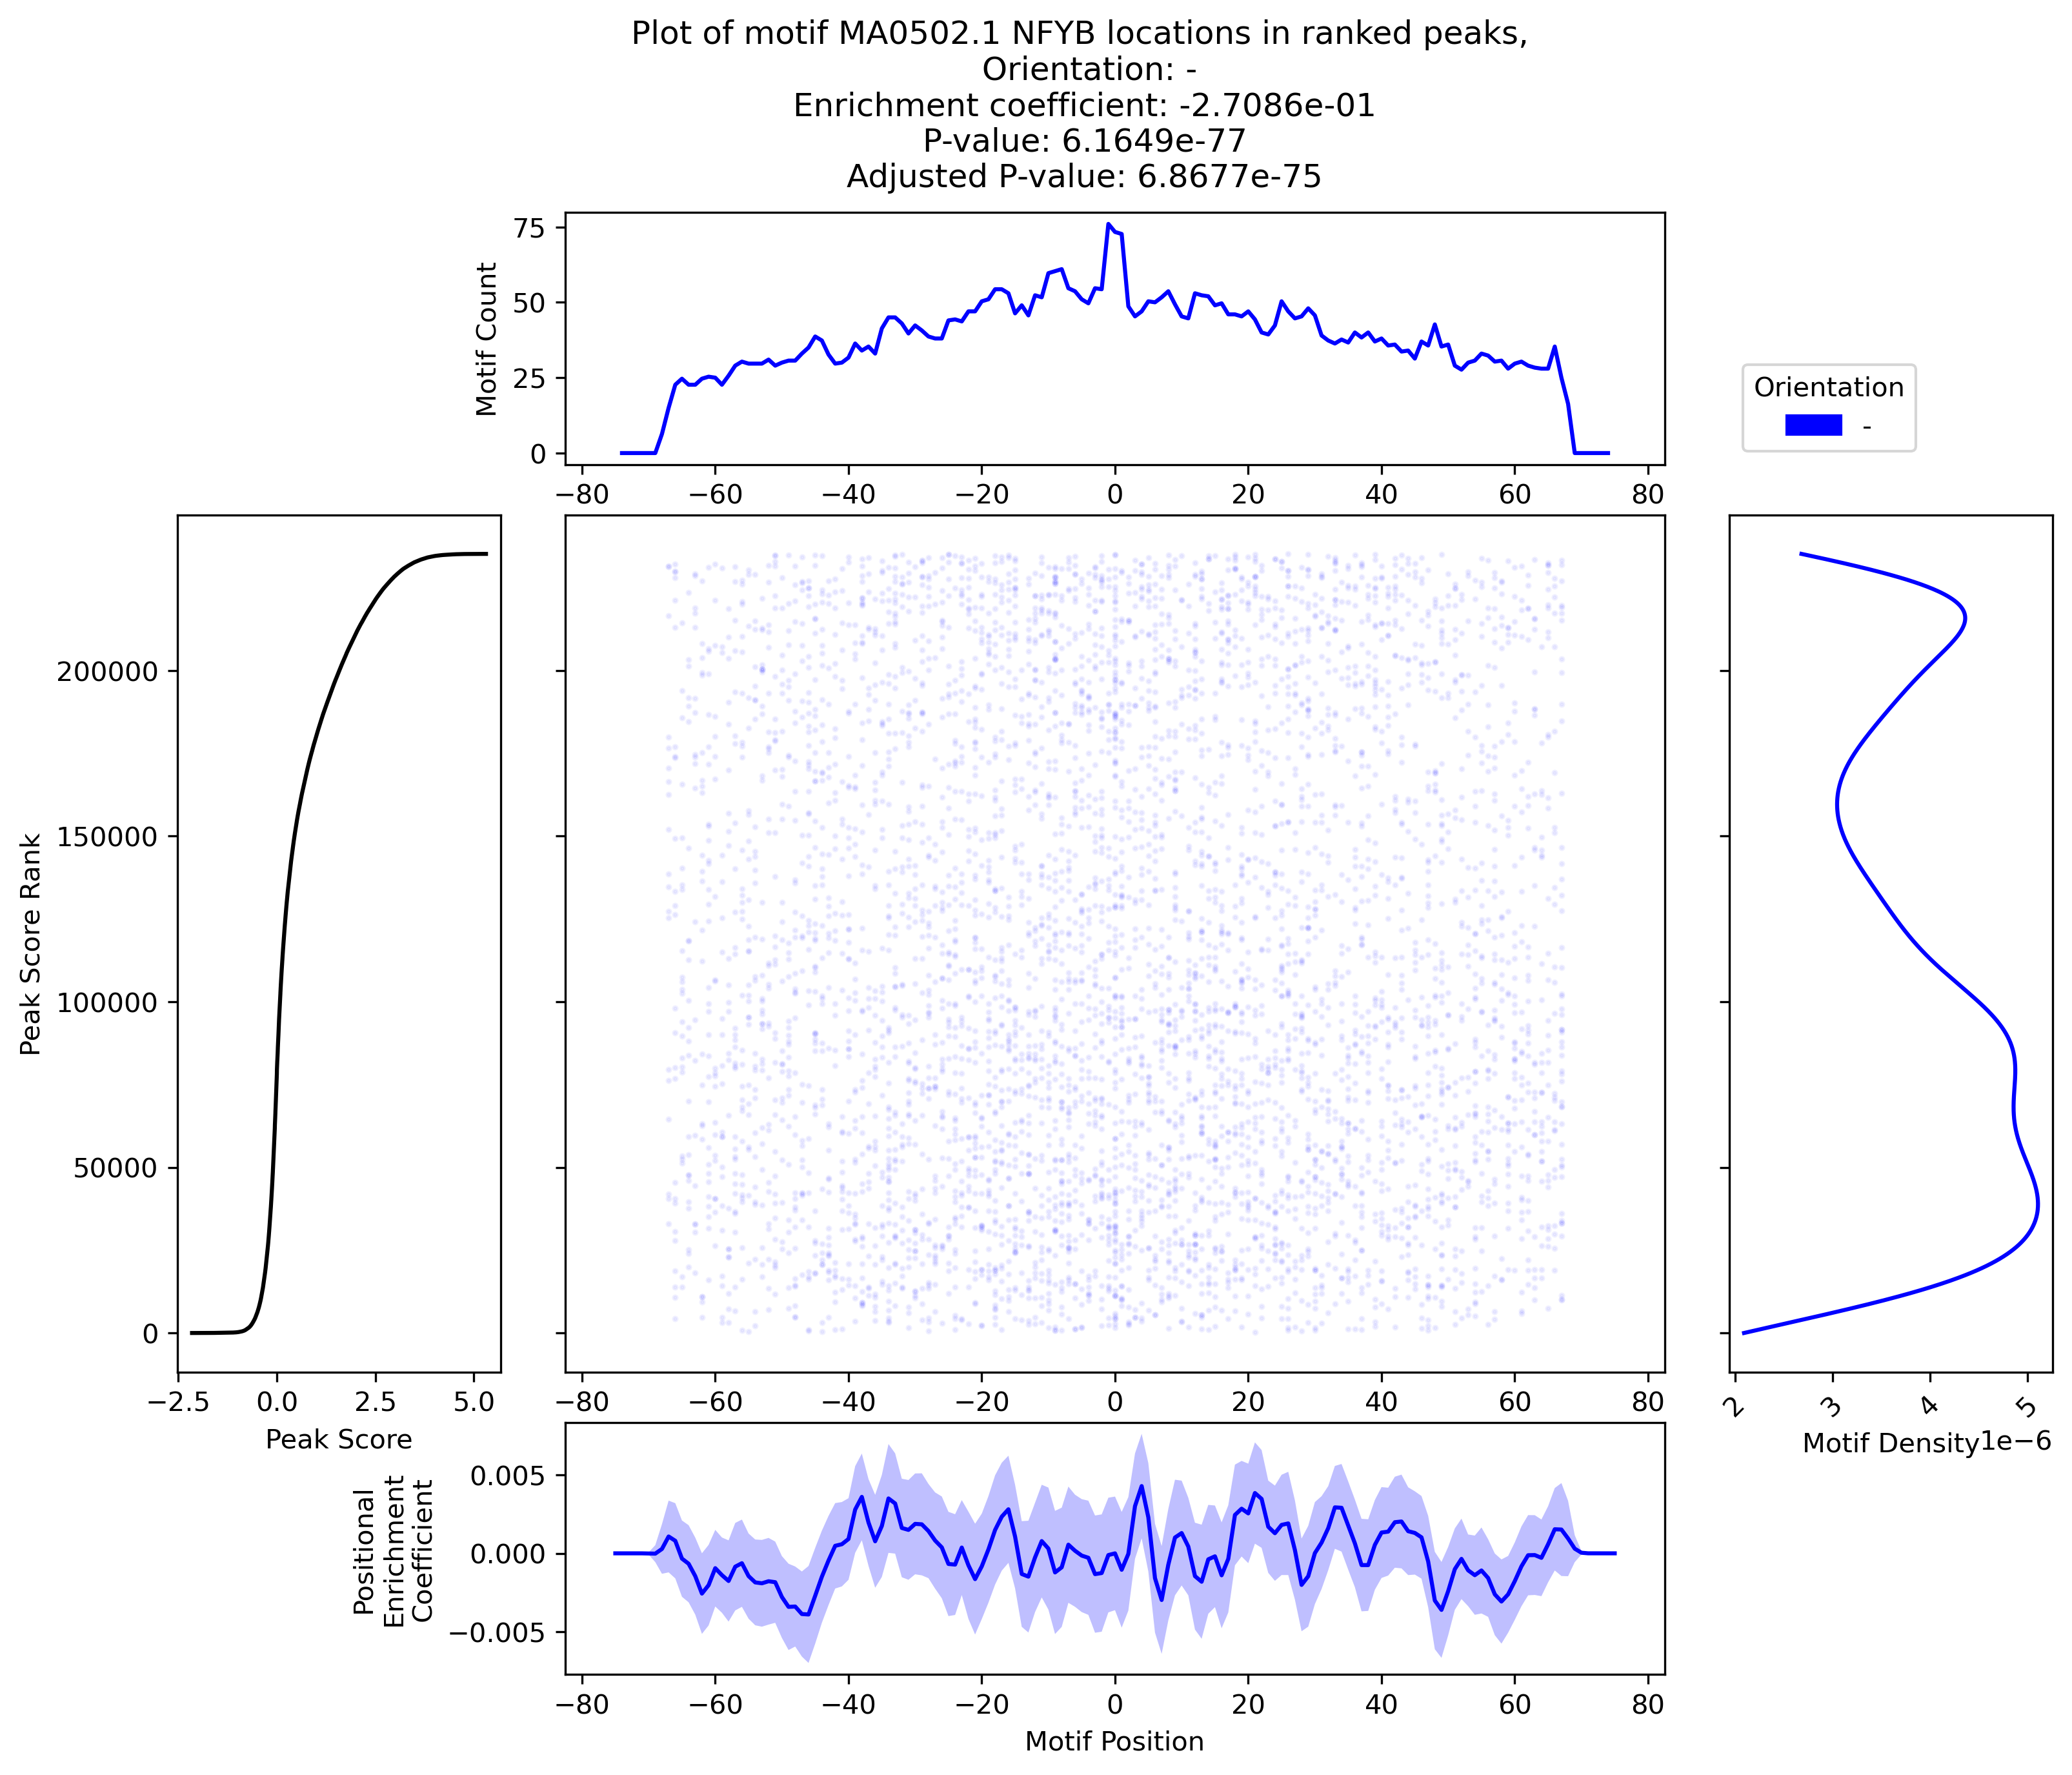 Plot of motif MA0502.1 NFYB locations in ranked peaks,
Orientation: -
Enrichment coefficient: -2.7086e-01
P-value: 6.1649e-77
Adjusted P-value: 6.8677e-75
75
50
25
0
Motif Count
−80 −60 −40 −20 0 20 40 60 80
Orientation
-
200000
150000
100000
50000
0
Peak Score Rank
−2.5 0.0 2.5 5.0
Peak Score
−80 −60 −40 −20 0 20 40 60 80
2 3 4 5
Motif Density
1e−6
Positional
Enrichment
Coefficient
0.005
0.000
−0.005
−80 −60 −40 −20 0 20 40 60 80
Motif Position